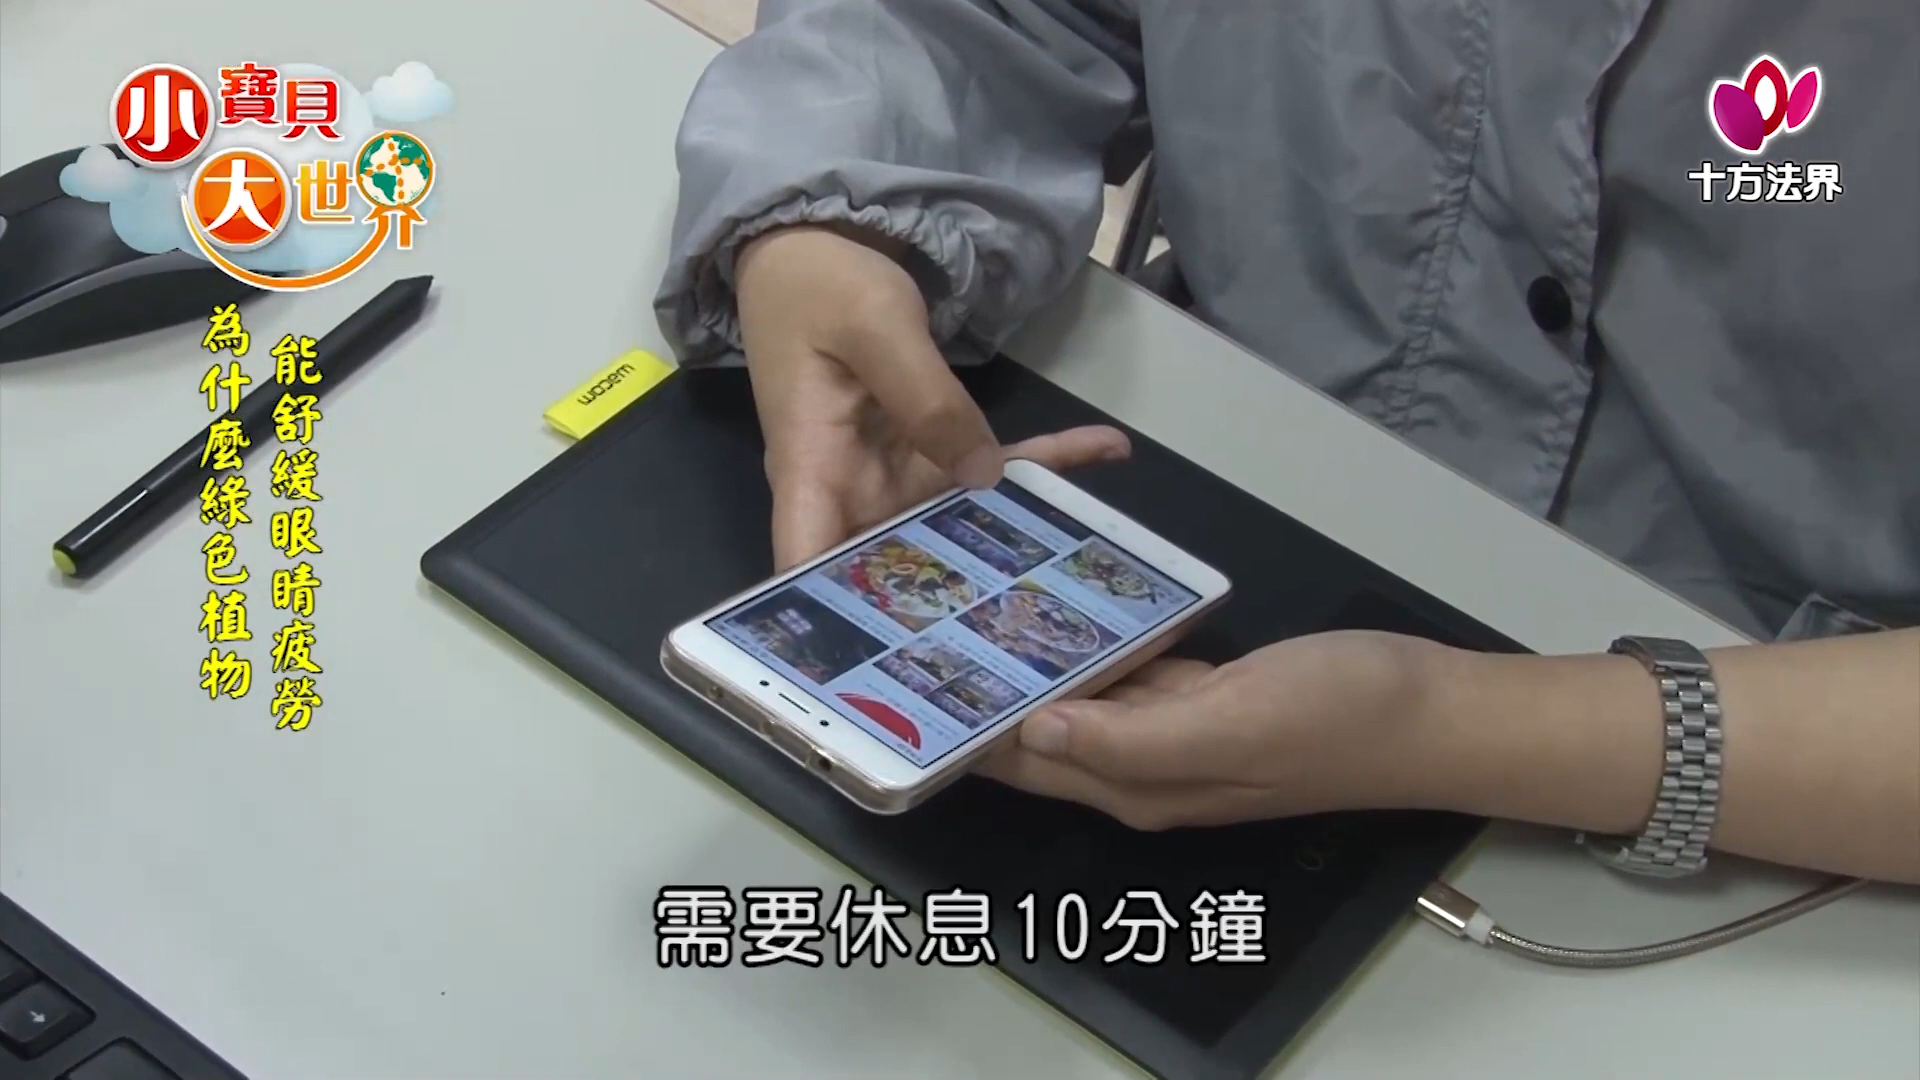 小寶貝
大世界
十方法界
為什麼綠色植物
能舒緩眼睛疲勞
wacom
需要休息10分鐘